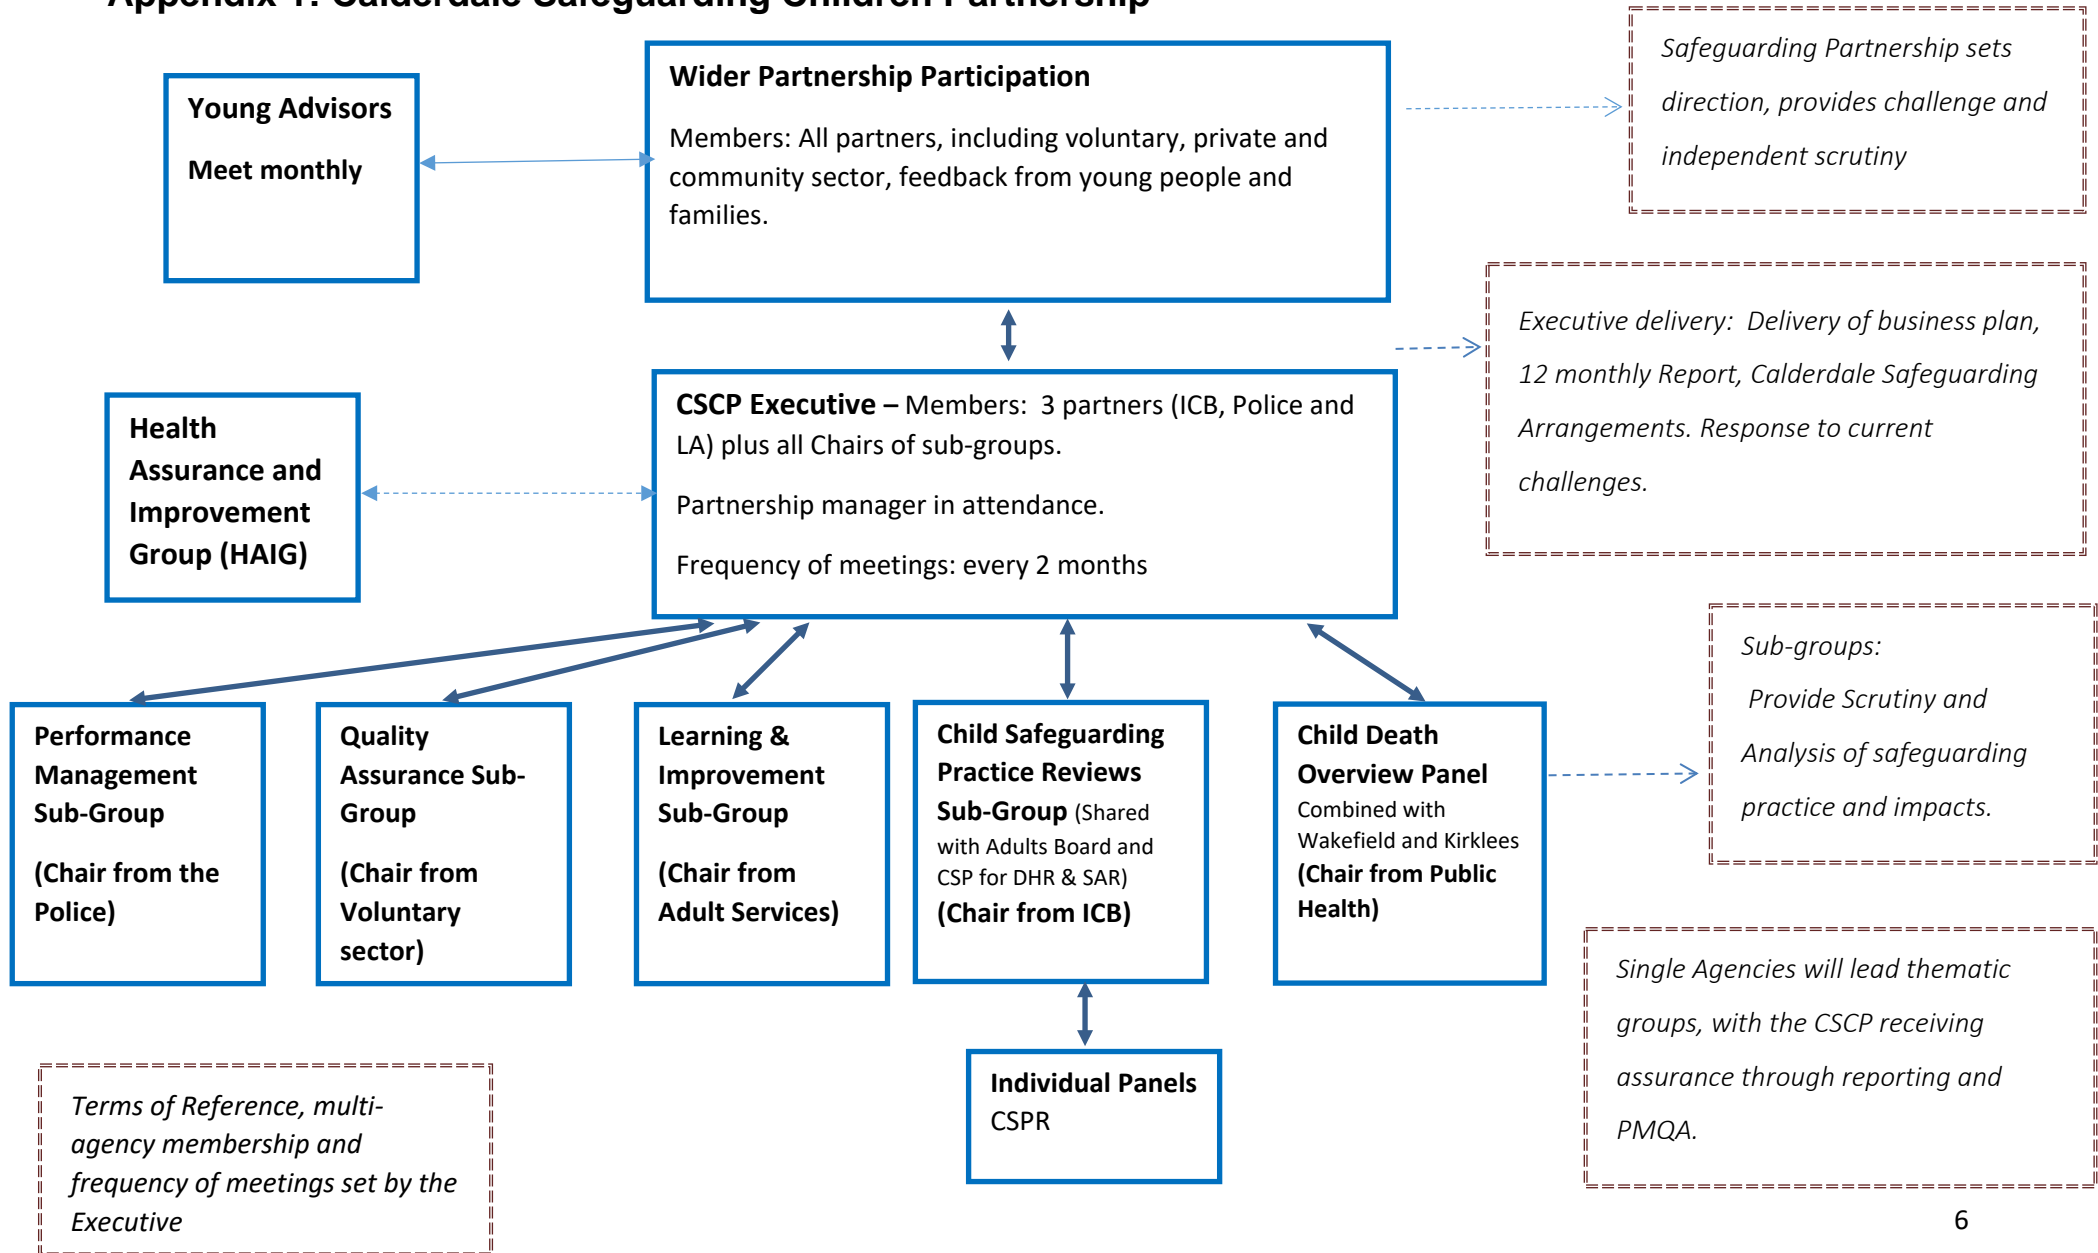 Appendix 1: Calderdale Safeguarding Children Partnership
Young Advisors
Meet monthly
Wider Partnership Participation
Members: All partners, including voluntary, private and
community sector, feedback from young people and
families.
Safeguarding Partnership sets
direction, provides challenge and
independent scrutiny
Health
Assurance and
Improvement
Group (HAIG)
CSCP Executive – Members: 3 partners (ICB, Police and
LA) plus all Chairs of sub-groups.
Partnership manager in attendance.
Frequency of meetings: every 2 months
Executive delivery: Delivery of business plan,
12 monthly Report, Calderdale Safeguarding
Arrangements. Response to current
challenges.
Performance
Management
Sub-Group
(Chair from the
Police)
Quality
Assurance Sub-
Group
(Chair from
Voluntary
sector)
Learning &
Improvement
Sub-Group
(Chair from
Adult Services)
Child Safeguarding
Practice Reviews
Sub-Group (Shared
with Adults Board and
CSP for DHR & SAR)
(Chair from ICB)
Child Death
Overview Panel
Combined with
Wakefield and Kirklees
(Chair from Public
Health)
Sub-groups:
Provide Scrutiny and
Analysis of safeguarding
practice and impacts.
Individual Panels
CSPR
Single Agencies will lead thematic
groups, with the CSCP receiving
assurance through reporting and
PMQA.
Terms of Reference, multi-
agency membership and
frequency of meetings set by the
Executive
6